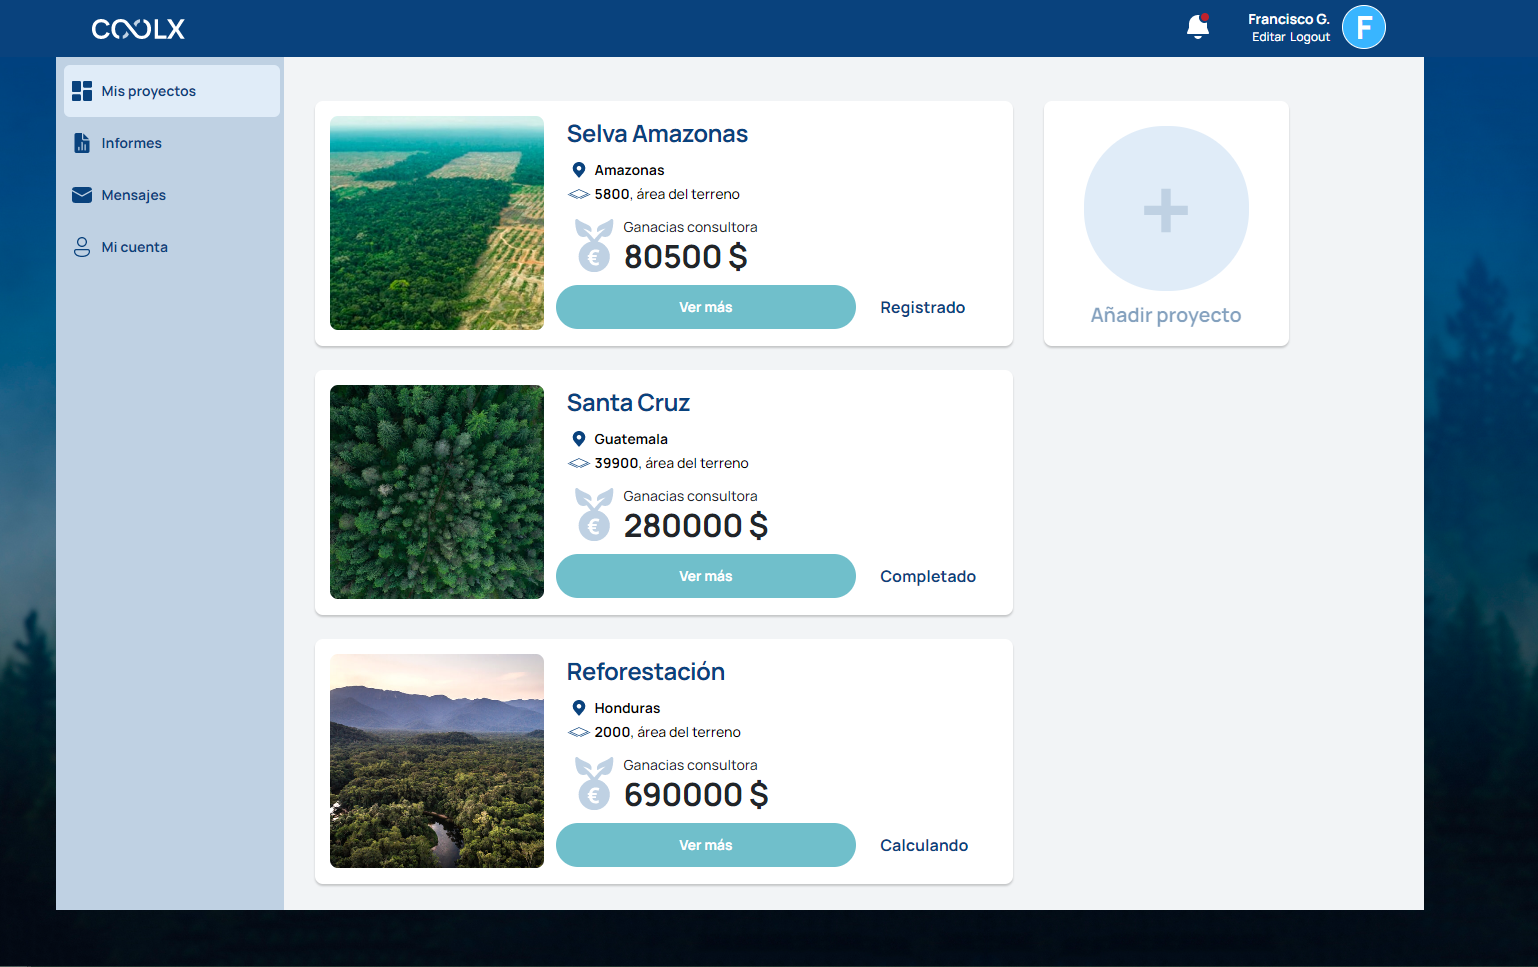 COOLX
Francisco G.
Editar Logout
F
Mis proyectos
Informes
Mensajes
Mi cuenta
Selva Amazonas
Amazonas
5800, área del terreno
Ganacias consultora
€
80500 $
Ver más
Registrado
Añadir proyecto
Santa Cruz
Guatemala
39900, área del terreno
Ganacias consultora
€
280000 $
Ver más
Completado
Reforestación
Honduras
2000, área del terreno
Ganacias consultora
€
690000 $
Ver más
Calculando